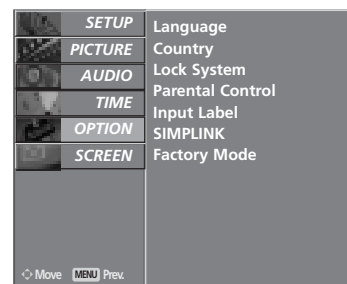 SETUP
PICTURE
AUDIO
TIME
OPTION
SCREEN
Language
Country
Lock System
Parental Control
Input Label
SIMPLINK
Factory Mode
Move MENU Prev.